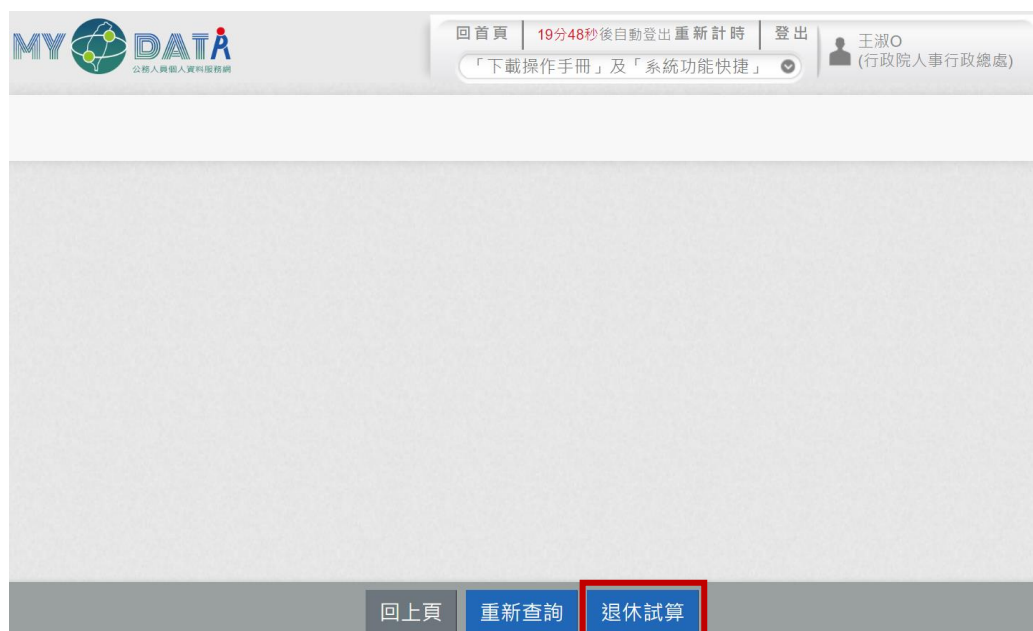 MY DATA
公務人員個人資料服務網
回首頁 | 19分48秒後自動登出重新計時 | 登出
「下載操作手冊」及「系統功能快捷」
王淑O
(行政院人事行政總處)
回上頁 重新查詢 退休試算